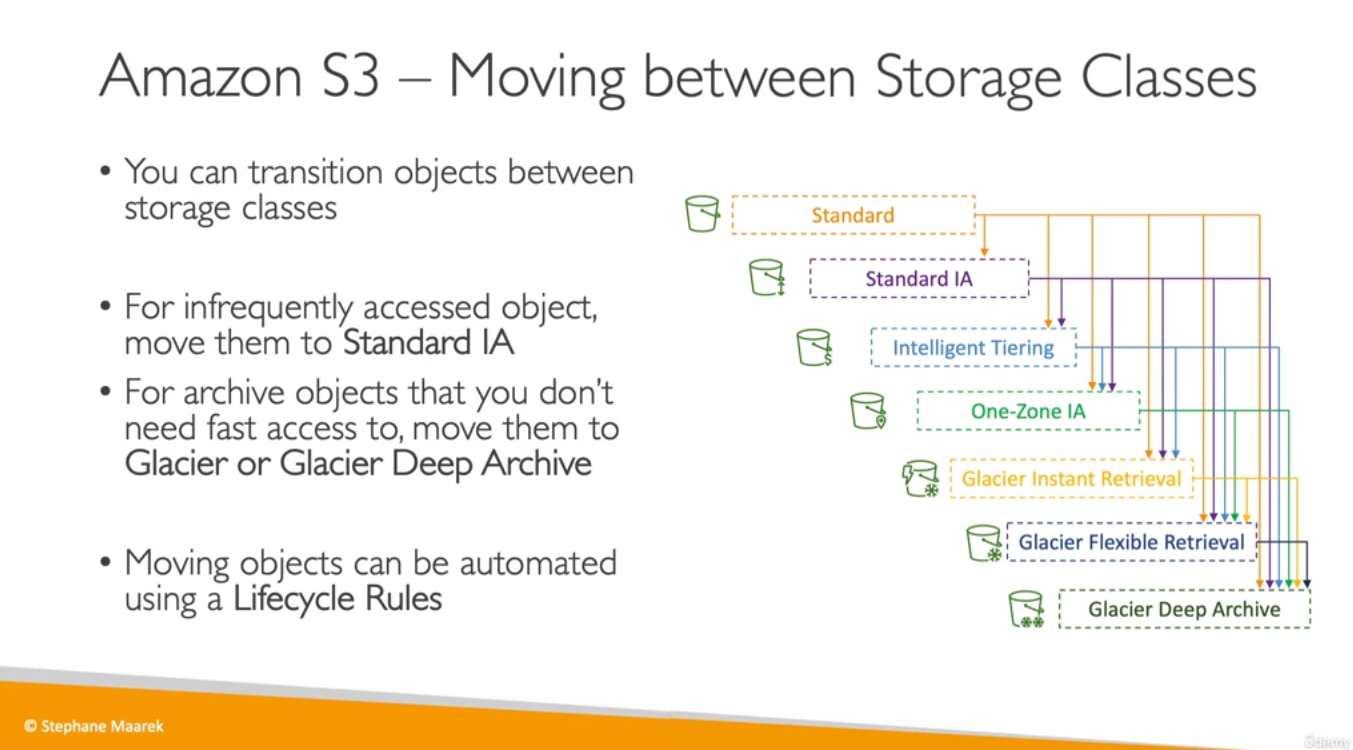 Amazon S3 – Moving between Storage Classes
• You can transition objects between
storage classes
• For infrequently accessed object,
move them to Standard IA
• For archive objects that you don't
need fast access to, move them to
Glacier or Glacier Deep Archive
• Moving objects can be automated
using a Lifecycle Rules
Standard
Standard IA
Intelligent Tiering
One-Zone IA
Glacier Instant Retrieval
Glacier Flexible Retrieval
Glacier Deep Archive
© Stephane Maarek
ûdemy